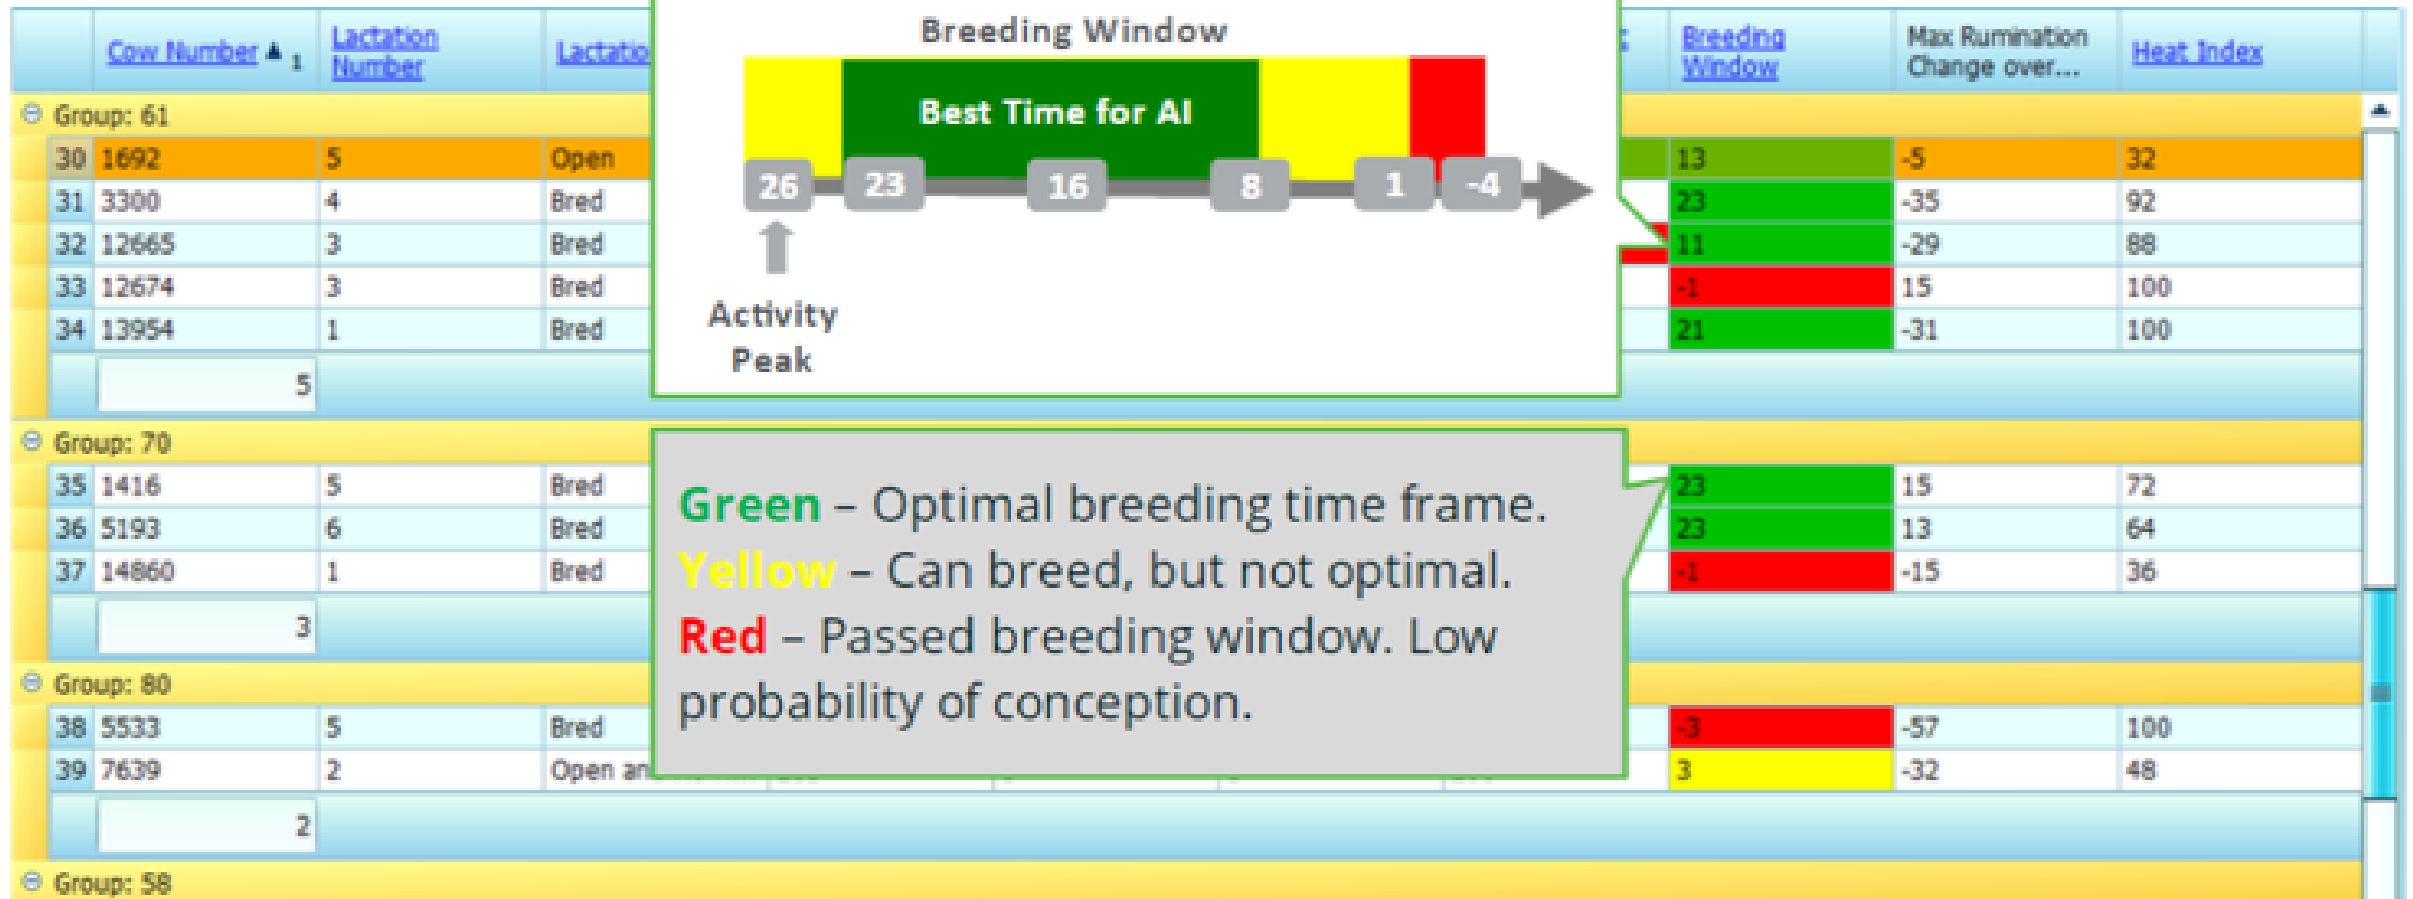 Cow Number ▲ 1 Lactation Number Lactatio Breeding Window Max Rumination Change over... Heat Index
Breeding Window
Best Time for AI
26 23 16 8 1 -4
Activity
Peak
Group: 61
30 1692 5 Open 13 -5 32
31 3300 4 Bred 23 -35 92
32 12665 3 Bred 11 -29 88
33 12674 3 Bred -1 15 100
34 13954 1 Bred 21 -31 100
5
Group: 70
35 1416 5 Bred 23 15 72
36 5193 6 Bred 23 13 64
37 14860 1 Bred -1 -15 36
3
Green – Optimal breeding time frame.
Yellow – Can breed, but not optimal.
Red – Passed breeding window. Low
probability of conception.
Group: 80
38 5533 5 Bred -3 -57 100
39 7639 2 Open an 3 -32 48
2
Group: 58